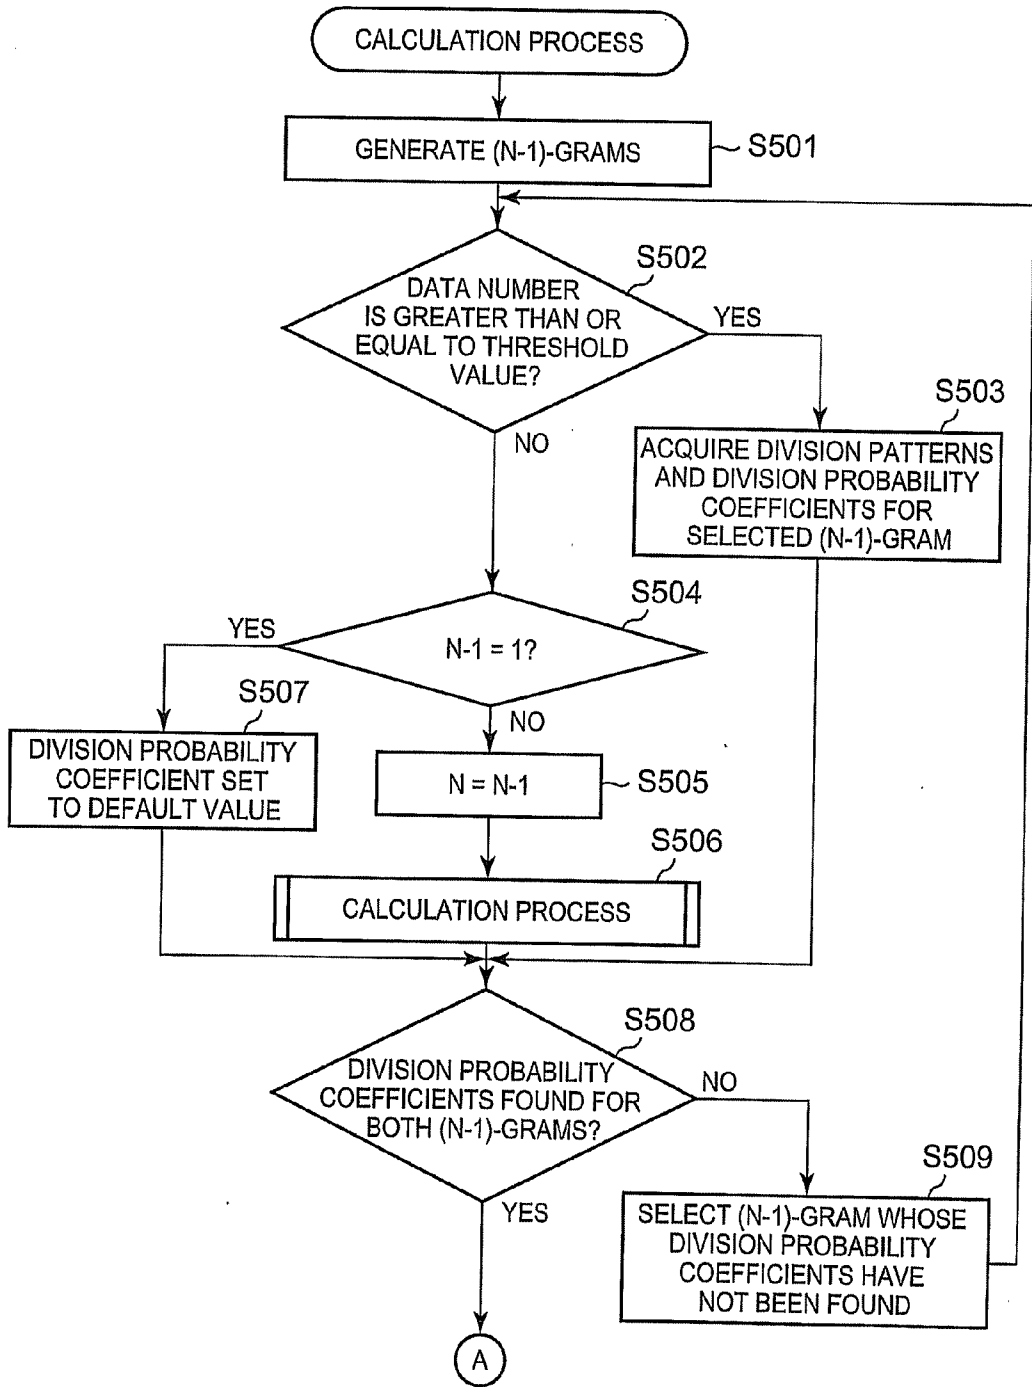 CALCULATION PROCESS
GENERATE (N-1)-GRAMS
S501
S502
DATA NUMBER
IS GREATER THAN OR
EQUAL TO THRESHOLD
VALUE?
YES
NO
S503
ACQUIRE DIVISION PATTERNS
AND DIVISION PROBABILITY
COEFFICIENTS FOR
SELECTED (N-1)-GRAM
S504
N-1 = 1?
YES
NO
S507
DIVISION PROBABILITY
COEFFICIENT SET
TO DEFAULT VALUE
N = N-1
S505
S506
CALCULATION PROCESS
S508
DIVISION PROBABILITY
COEFFICIENTS FOUND FOR
BOTH (N-1)-GRAMS?
NO
YES
S509
SELECT (N-1)-GRAM WHOSE
DIVISION PROBABILITY
COEFFICIENTS HAVE
NOT BEEN FOUND
A